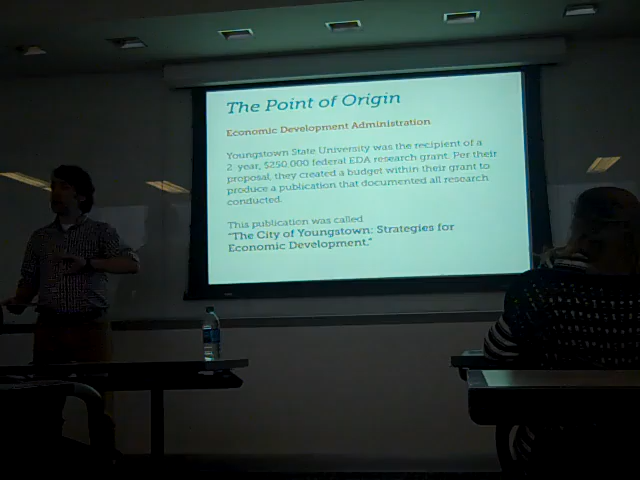 The Point of Origin
Economic Development Administration
Youngstown State University was the recipient of a
2-year, $250,000 federal EDA research grant. Per their
proposal, they created a budget within their grant to
produce a publication that documented all research
conducted.
This publication was called
"The City of Youngstown: Strategies for
Economic Development."